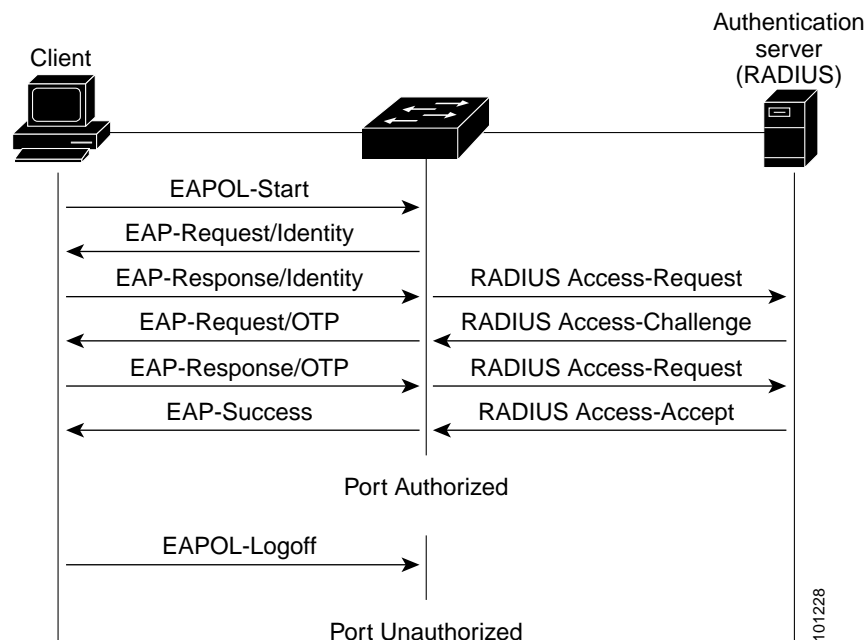 Client
Authentication
server
(RADIUS)
EAPOL-Start
EAP-Request/Identity
EAP-Response/Identity
RADIUS Access-Request
EAP-Request/OTP
RADIUS Access-Challenge
EAP-Response/OTP
RADIUS Access-Request
EAP-Success
RADIUS Access-Accept
Port Authorized
EAPOL-Logoff
Port Unauthorized
101228